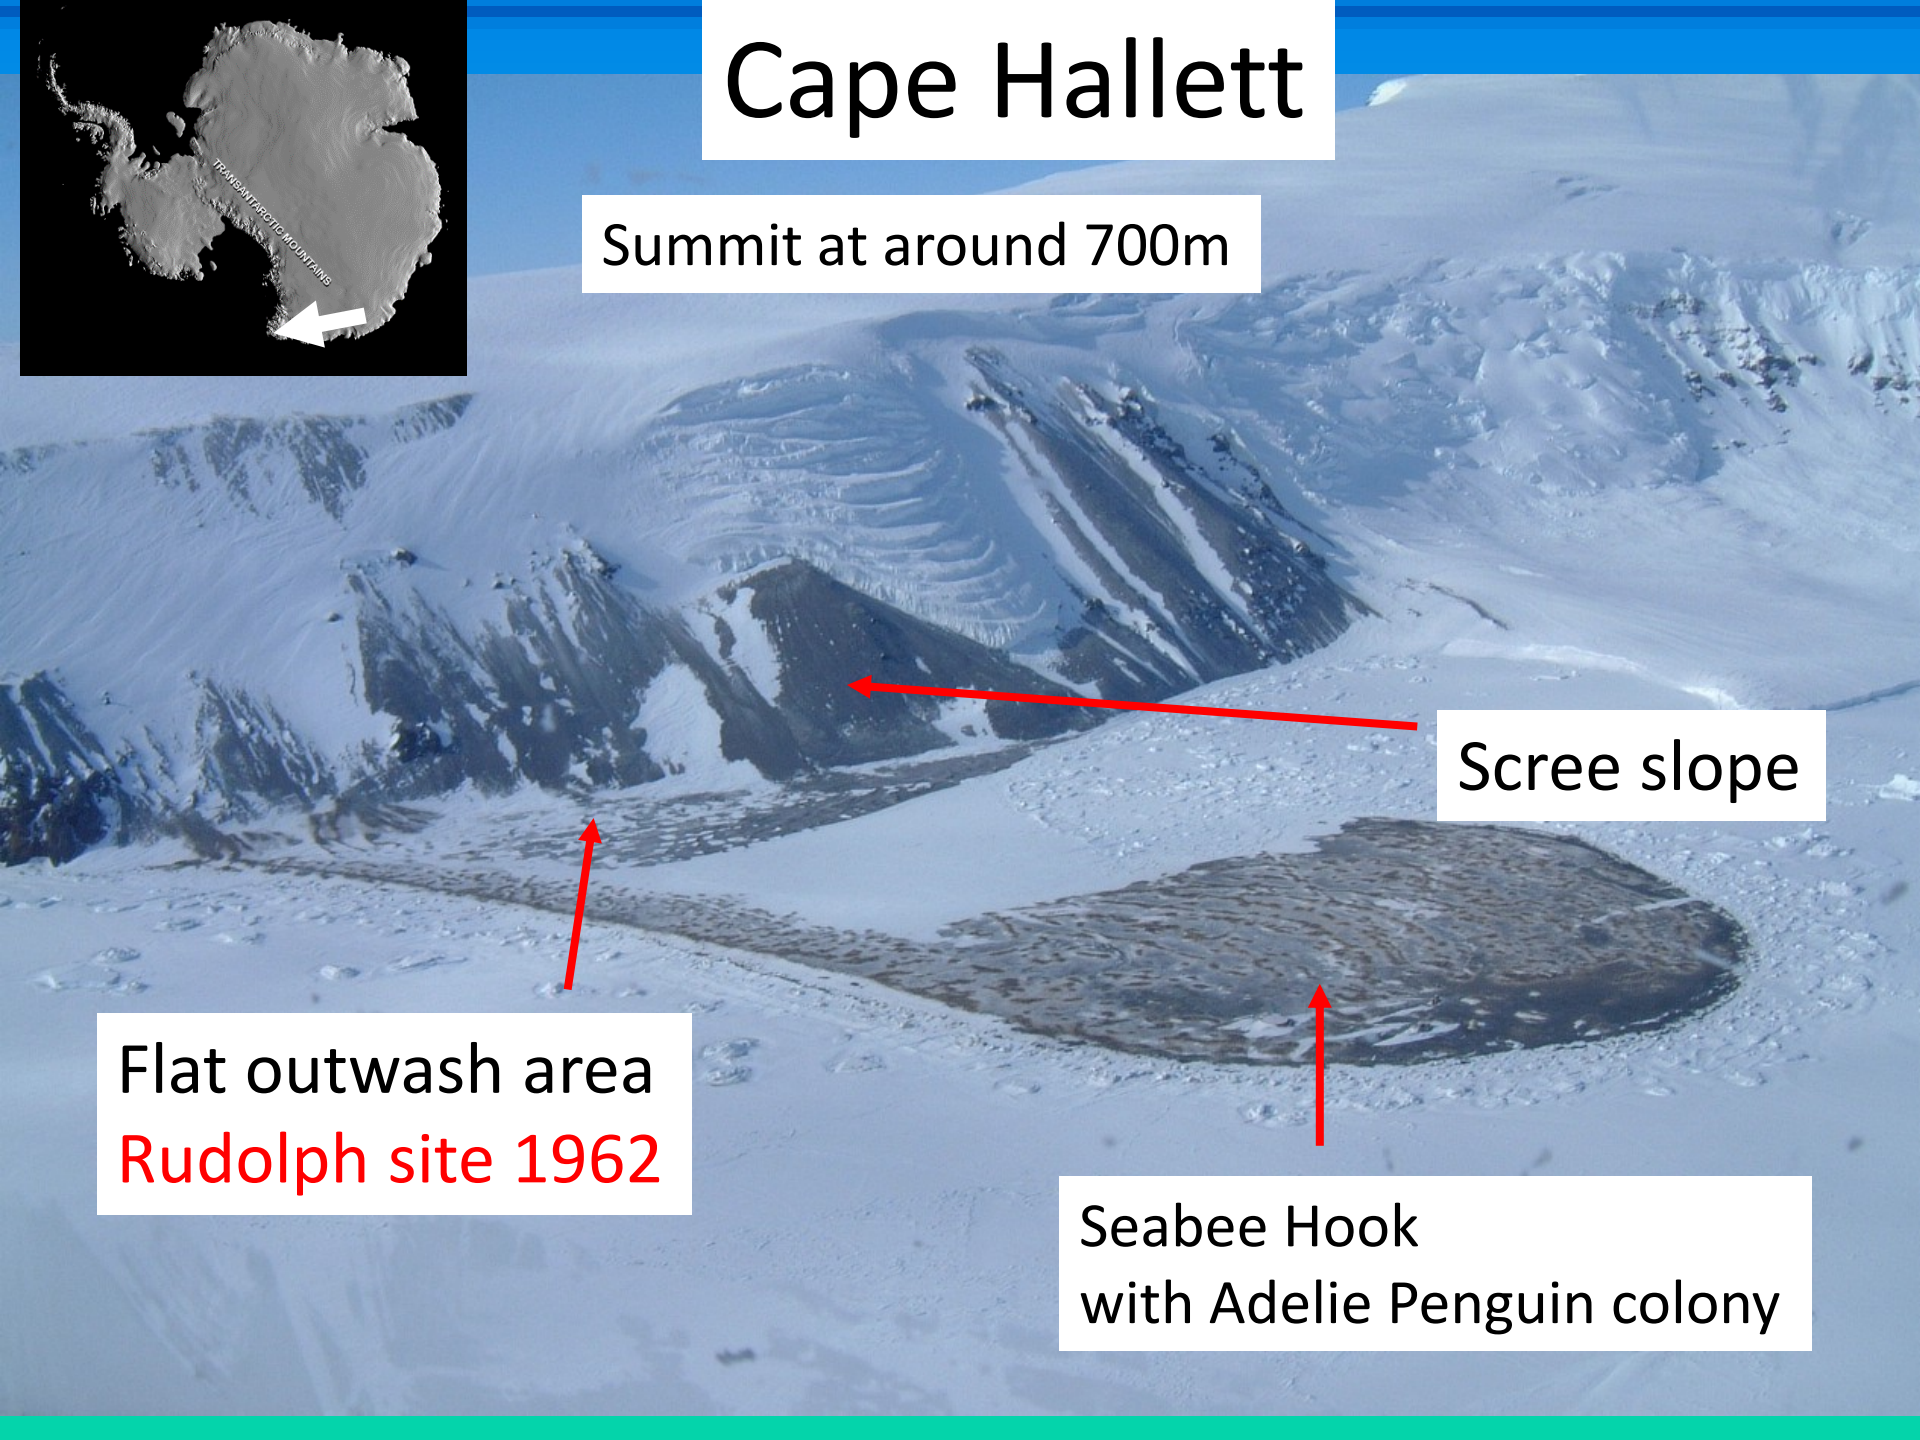 Cape Hallett
TRANSANTARCTIC MOUNTAINS
Summit at around 700m
Scree slope
Flat outwash area
Rudolph site 1962
Seabee Hook
with Adelie Penguin colony